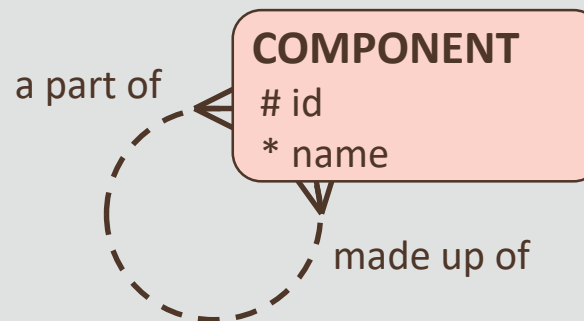 COMPONENT
a part of
# id
* name
made up of